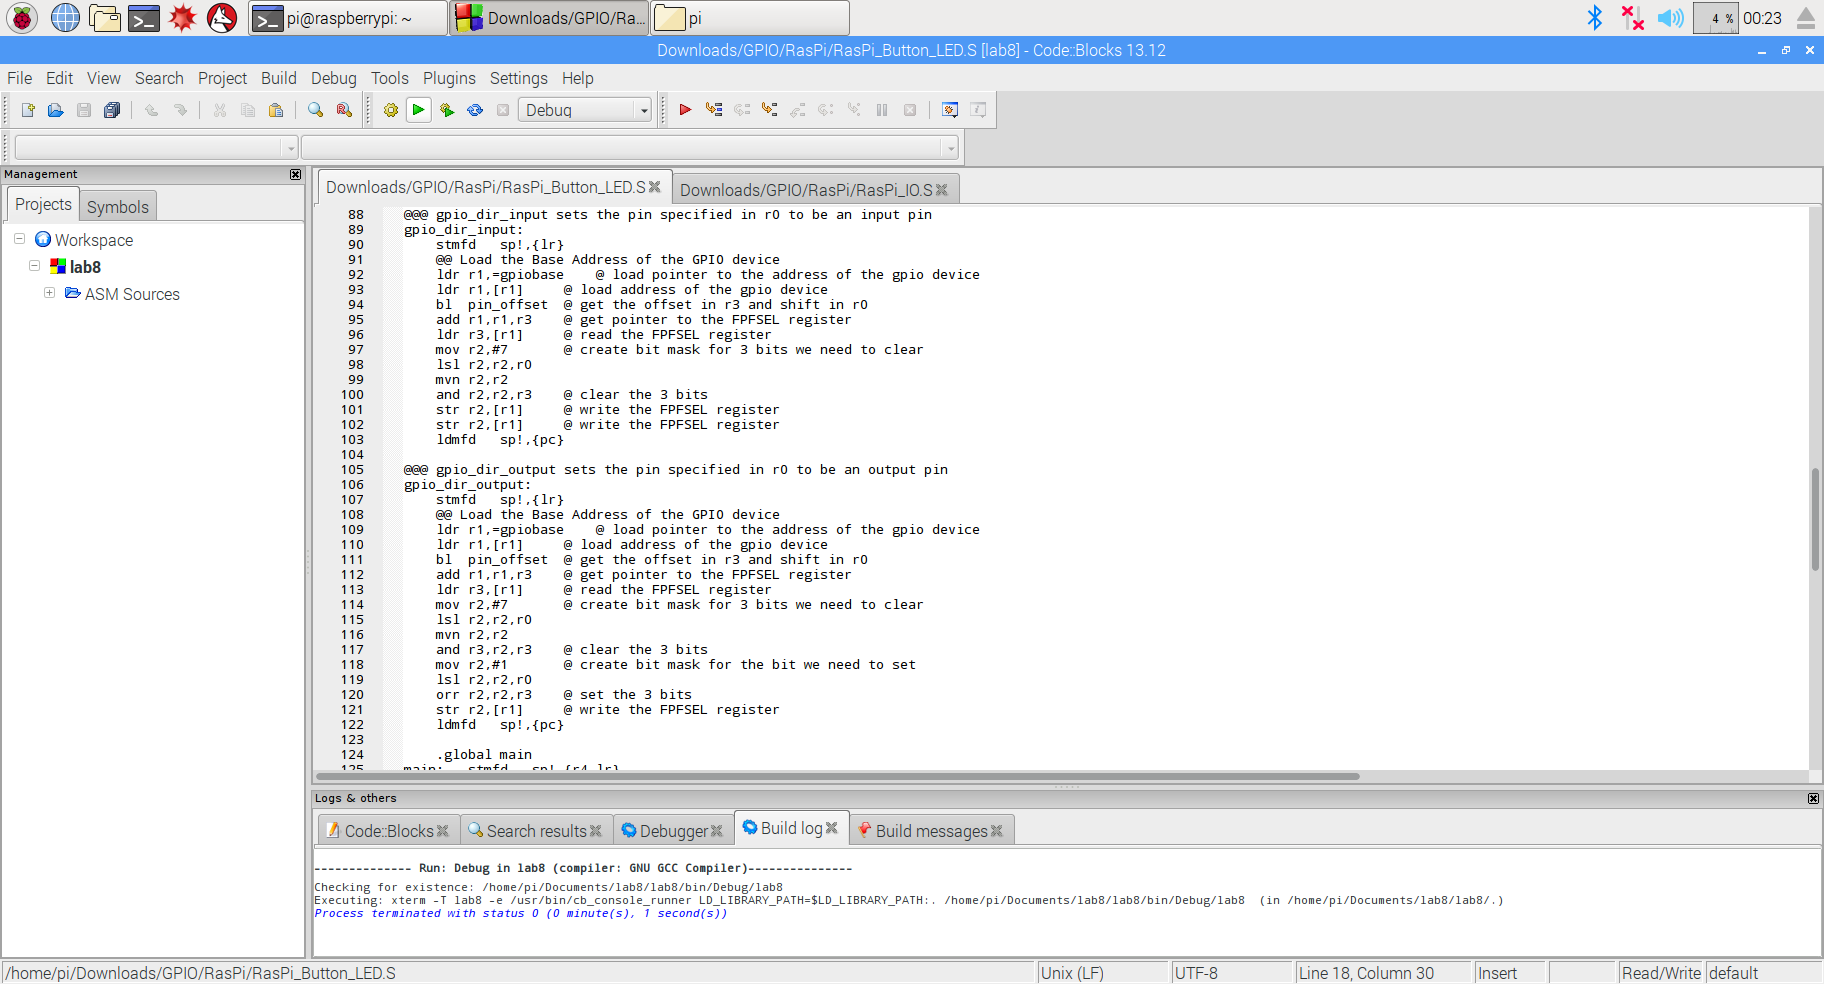 pi@raspberrypi: ~
Downloads/GPIO/Ra...
pi
4 %
00:23
Downloads/GPIO/RasPi/RasPi_Button_LED.S [lab8] - Code::Blocks 13.12
File Edit View Search Project Build Debug Tools Plugins Settings Help
Debug
Management
Projects
Symbols
Workspace
lab8
ASM Sources
Downloads/GPIO/RasPi/RasPi_Button_LED.S
Downloads/GPIO/RasPi/RasPi_IO.S
88 @@@ gpio_dir_input sets the pin specified in r0 to be an input pin
89 gpio_dir_input:
90 stmfd sp!,{lr}
91 @@ Load the Base Address of the GPIO device
92 ldr r1,=gpiobase @ load pointer to the address of the gpio device
93 ldr r1,[r1] @ load address of the gpio device
94 bl pin_offset @ get the offset in r3 and shift in r0
95 add r1,r1,r3 @ get pointer to the FPFSEL register
96 ldr r3,[r1] @ read the FPFSEL register
97 mov r2,#7 @ create bit mask for 3 bits we need to clear
98 lsl r2,r2,r0
99 mvn r2,r2
100 and r2,r2,r3 @ clear the 3 bits
101 str r2,[r1] @ write the FPFSEL register
102 str r2,[r1] @ write the FPFSEL register
103 ldmfd sp!,{pc}
104
105 @@@ gpio_dir_output sets the pin specified in r0 to be an output pin
106 gpio_dir_output:
107 stmfd sp!,{lr}
108 @@ Load the Base Address of the GPIO device
109 ldr r1,=gpiobase @ load pointer to the address of the gpio device
110 ldr r1,[r1] @ load address of the gpio device
111 bl pin_offset @ get the offset in r3 and shift in r0
112 add r1,r1,r3 @ get pointer to the FPFSEL register
113 ldr r3,[r1] @ read the FPFSEL register
114 mov r2,#7 @ create bit mask for 3 bits we need to clear
115 lsl r2,r2,r0
116 mvn r2,r2
117 and r3,r2,r3 @ clear the 3 bits
118 mov r2,#1 @ create bit mask for the bit we need to set
119 lsl r2,r2,r0
120 orr r2,r2,r3 @ set the 3 bits
121 str r2,[r1] @ write the FPFSEL register
122 ldmfd sp!,{pc}
123
124 .global main
125 main: stmfd sp!,{r4,lr}
Logs & others
Code::Blocks
Search results
Debugger
Build log
Build messages
-------------- Run: Debug in lab8 (compiler: GNU GCC Compiler)---------------
Checking for existence: /home/pi/Documents/lab8/lab8/bin/Debug/lab8
Executing: xterm -T lab8 -e /usr/bin/cb_console_runner LD_LIBRARY_PATH=$LD_LIBRARY_PATH:. /home/pi/Documents/lab8/lab8/bin/Debug/lab8 (in /home/pi/Documents/lab8/lab8/.)
Process terminated with status 0 (0 minute(s), 1 second(s))
/home/pi/Downloads/GPIO/RasPi/RasPi_Button_LED.S
Unix (LF)
UTF-8
Line 18, Column 30
Insert
Read/Write
default